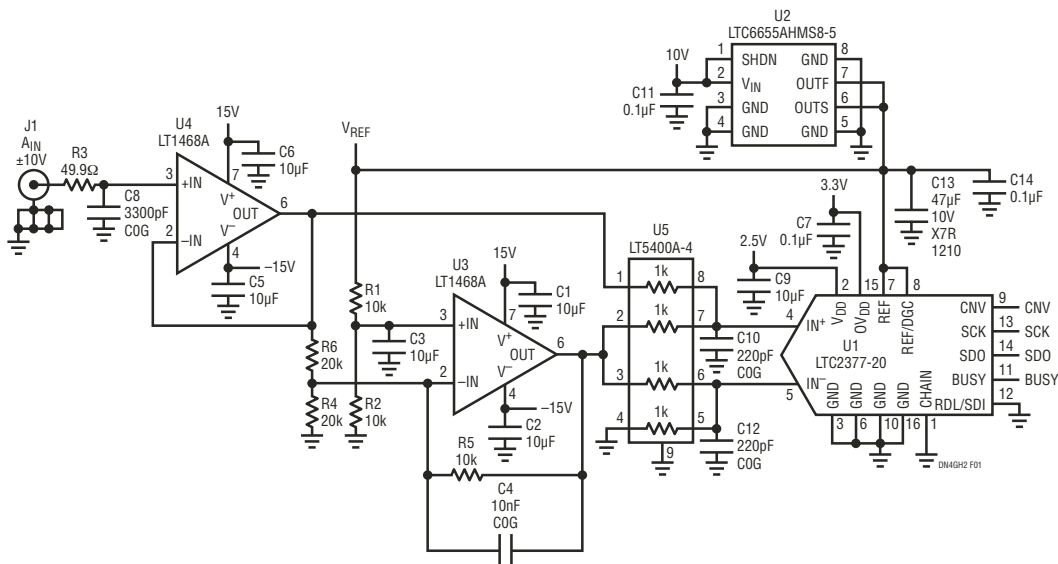 U2
LTC6655AHMS8-5
1
SHDN
GND
8
2
VIN
OUTF
7
3
GND
OUTS
6
4
GND
GND
5
10V
C11
0.1µF
J1
AIN
±10V
R3
49.9Ω
C8
3300pF
C0G
U4
LT1468A
15V
C6
10µF
3
+IN
7
V+
OUT
6
V–
2
–IN
4
–15V
C5
10µF
VREF
R1
10k
C3
10µF
R2
10k
R6
20k
R4
20k
U3
LT1468A
15V
C1
10µF
3
+IN
7
V+
OUT
6
V–
2
–IN
4
–15V
C2
10µF
R5
10k
C4
10nF
C0G
U5
LT5400A-4
1
1k
8
2
1k
7
3
1k
6
4
1k
5
9
C10
220pF
C0G
C12
220pF
C0G
3.3V
C7
0.1µF
2.5V
C9
10µF
C13
47µF
10V
X7R
1210
C14
0.1µF
2
15
7
8
VDD
OVDD
REF
REF/DGC
4
IN+
IN–
5
U1
LTC2377-20
CNV
9
CNV
SCK
13
SCK
SDO
14
SDO
BUSY
11
BUSY
RDL/SDI
12
GND
GND
GND
GND
CHAIN
3
6
10
16
1
DN4GH2 F01